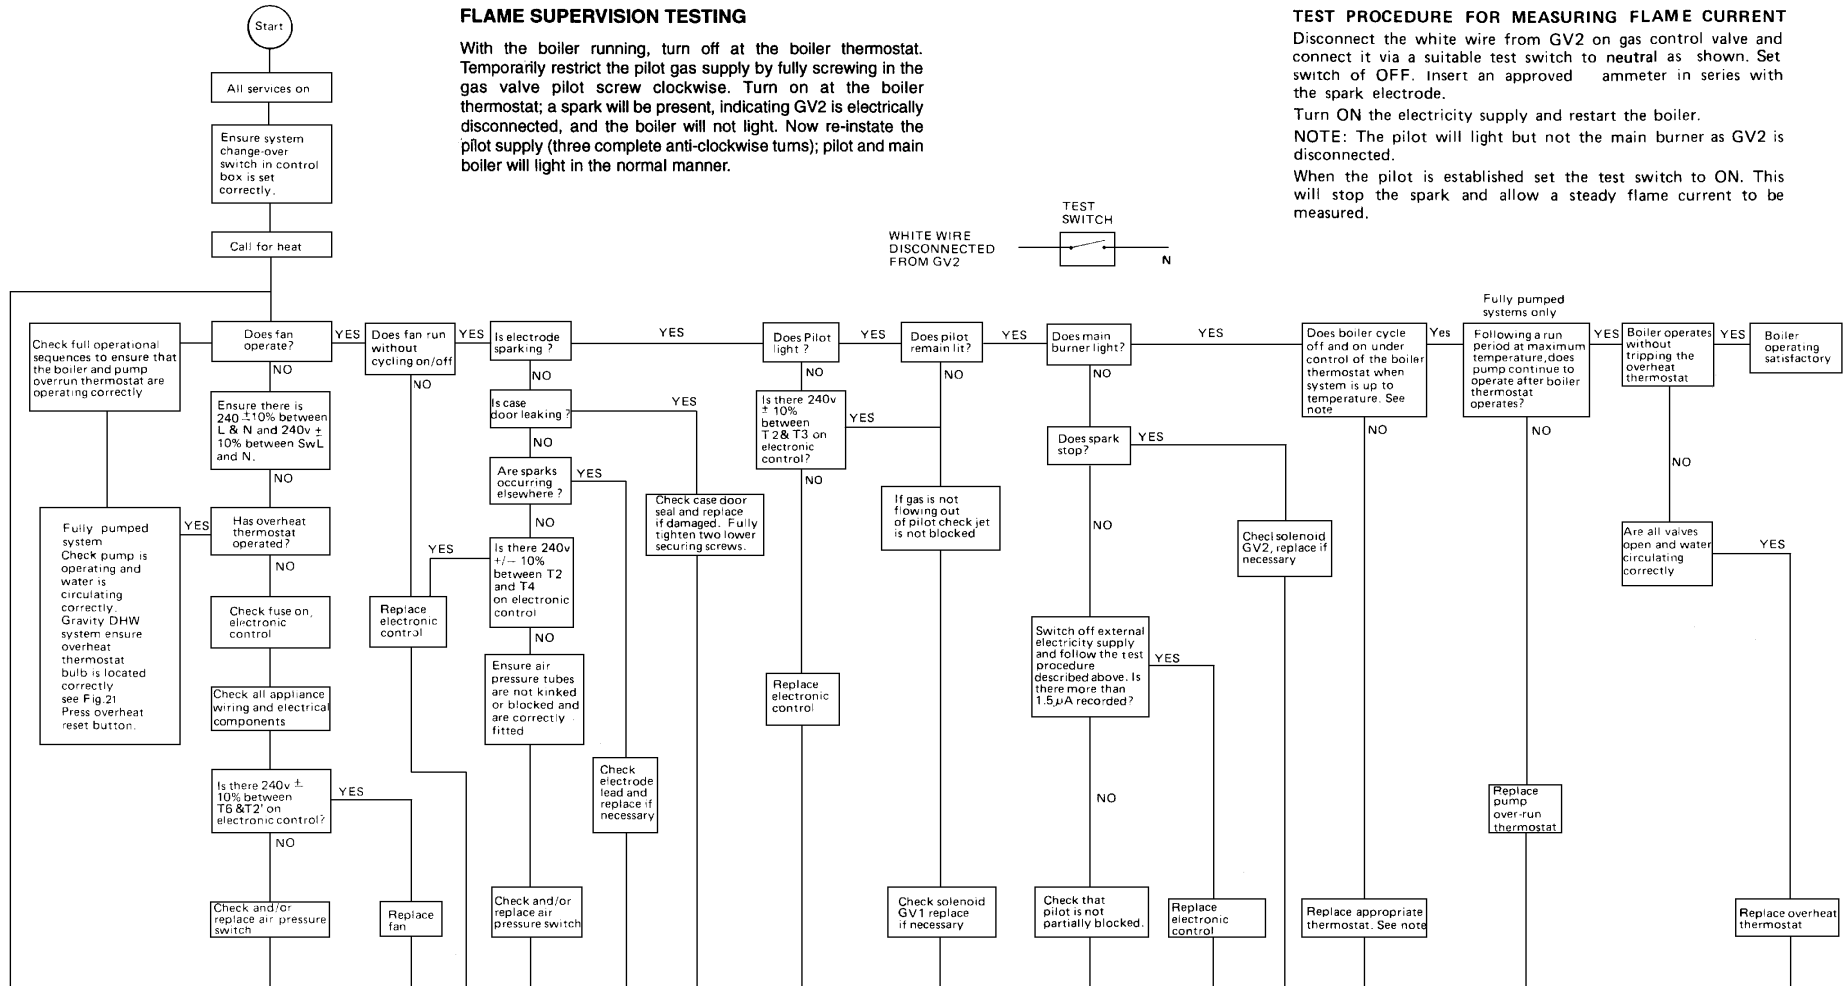 Start
All services on
Ensure system
change-over
switch in control
box is set
correctly.
Call for heat
FLAME SUPERVISION TESTING
With the boiler running, turn off at the boiler thermostat.
Temporarily restrict the pilot gas supply by fully screwing in the
gas valve pilot screw clockwise. Turn on at the boiler
thermostat; a spark will be present, indicating GV2 is electrically
disconnected, and the boiler will not light. Now re-instate the
pilot supply (three complete anti-clockwise turns); pilot and main
boiler will light in the normal manner.
TEST PROCEDURE FOR MEASURING FLAME CURRENT
Disconnect the white wire from GV2 on gas control valve and
connect it via a suitable test switch to neutral as shown. Set
switch of OFF. Insert an approved ammeter in series with
the spark electrode.
Turn ON the electricity supply and restart the boiler.
NOTE: The pilot will light but not the main burner as GV2 is
disconnected.
When the pilot is established set the test switch to ON. This
will stop the spark and allow a steady flame current to be
measured.
TEST
SWITCH
WHITE WIRE
DISCONNECTED
FROM GV2
N
Check full operational
sequences to ensure that
the boiler and pump
overrun thermostat are
operating correctly
Does fan
operate?
YES
NO
Ensure there is
240 ±10% between
L & N and 240v ±
10% between SwL
and N.
NO
Has overheat
thermostat
operated?
YES
NO
Fully pumped
system
Check pump is
operating and
water is
circulating
correctly.
Gravity DHW
system ensure
overheat
thermostat
bulb is located
correctly
see Fig.21
Press overheat
reset button.
Check fuse on,
electronic
control
Check all appliance
wiring and electrical
components
Is there 240v ±
10% between
T6 &T2' on
electronic control?
YES
NO
Check and/or
replace air pressure
switch
Replace
fan
Does fan run
without
cycling on/off
YES
NO
Replace
electronic
control
Is electrode
sparking ?
YES
NO
Is case
door leaking ?
YES
NO
Are sparks
occurring
elsewhere ?
YES
NO
Is there 240v
+/− 10%
between T2
and T4
on electronic
control
YES
NO
Ensure air
pressure tubes
are not kinked
or blocked and
are correctly
fitted
Check and/or
replace air
pressure switch
Check
electrode
lead and
replace if
necessary
Check case door
seal and replace
if damaged. Fully
tighten two lower
securing screws.
Does Pilot
light ?
YES
NO
Is there 240v
± 10%
between
T2& T3 on
electronic
control?
YES
NO
Replace
electronic
control
Does pilot
remain lit?
YES
NO
If gas is not
flowing out
of pilot check jet
is not blocked
Check solenoid
GV1 replace
if necessary
Does main
burner light?
YES
NO
Does spark
stop?
YES
NO
Checl solenoid
GV2, replace if
necessary
Switch off external
electricity supply
and follow the test
procedure
described above. Is
there more than
1.5µA recorded?
YES
NO
Check that
pilot is not
partially blocked.
Replace
electronic
control
Does boiler cycle
off and on under
control of the boiler
thermostat when
system is up to
temperature. See
note
Yes
NO
Replace appropriate
thermostat. See note
Fully pumped
systems only
Following a run
period at maximum
temperature,does
pump continue to
operate after boiler
thermostat
operates?
YES
NO
Replace
pump
over-run
thermostat
Boiler operates
without
tripping the
overheat
thermostat
YES
NO
Are all valves
open and water
circulating
correctly
YES
Replace overheat
thermostat
Boiler
operating
satisfactory